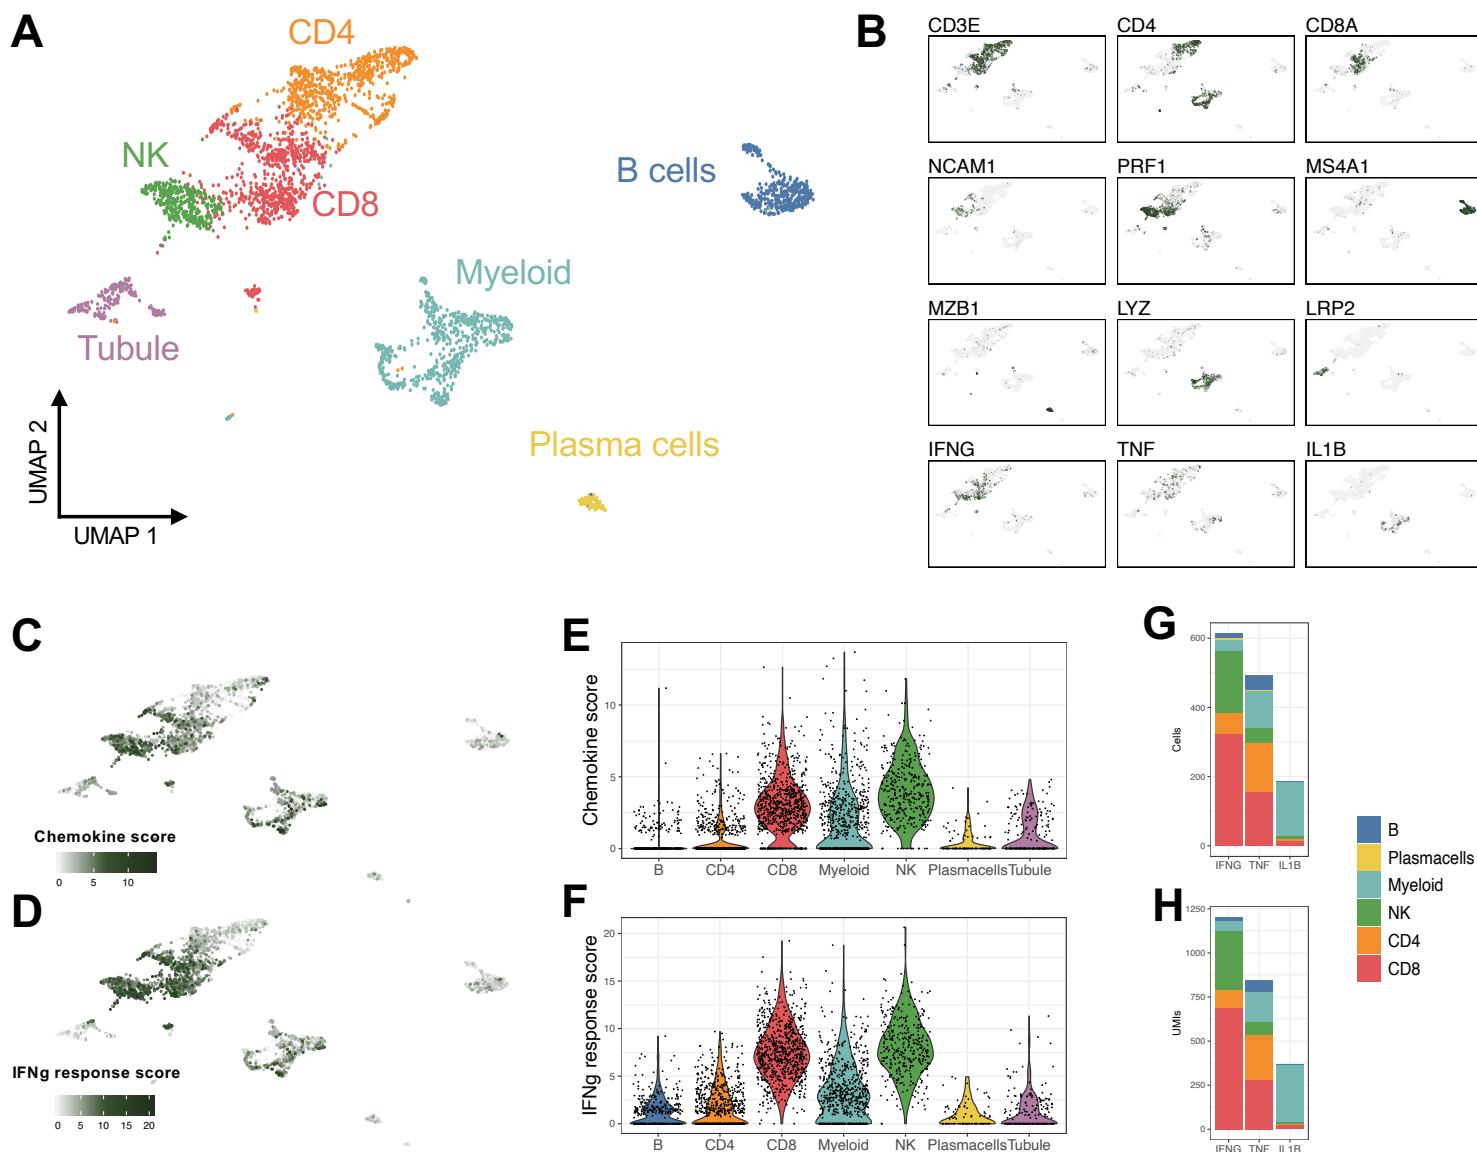 A
CD4
NK
CD8
B cells
Myeloid
Tubule
Plasma cells
UMAP 2
UMAP 1
B
CD3E
CD4
CD8A
NCAM1
PRF1
MS4A1
MZB1
LYZ
LRP2
IFNG
TNF
IL1B
C
Chemokine score
0 5 10
D
IFNg response score
0 5 10 15 20
E
Chemokine score
10
5
0
B CD4 CD8 Myeloid NK Plasmacells Tubule
F
IFNg response score
20
15
10
5
0
B CD4 CD8 Myeloid NK Plasmacells Tubule
G
Cells
600
400
200
0
IFNG TNF IL1B
H
UMIs
1250
1000
750
500
250
0
IFNG TNF IL1B
B
Plasmacells
Myeloid
NK
CD4
CD8